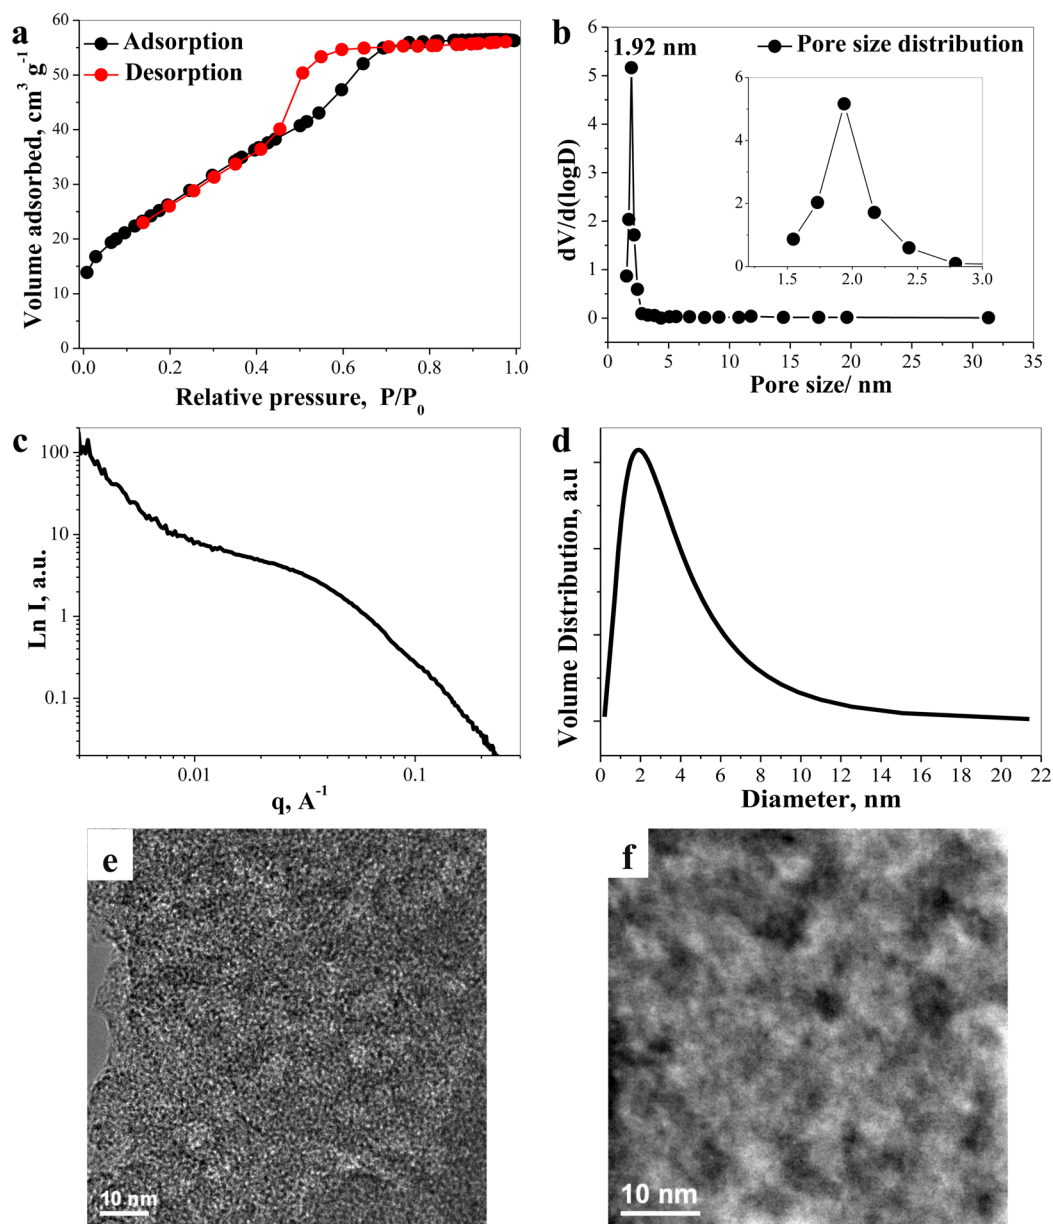 a
Adsorption
Desorption
Volume adsorbed, cm³ g⁻¹
60
50
40
30
20
10
0
0.0 0.2 0.4 0.6 0.8 1.0
Relative pressure, P/P₀
b
1.92 nm
Pore size distribution
dV/d(logD)
6
5
4
3
2
1
0
6
4
2
0
1.5 2.0 2.5 3.0
0 5 10 15 20 25 30 35
Pore size/ nm
c
Ln I, a.u.
100
10
1
0.1
0.01 0.1
q, A⁻¹
d
Volume Distribution, a.u
0 2 4 6 8 10 12 14 16 18 20 22
Diameter, nm
e
10 nm
f
10 nm